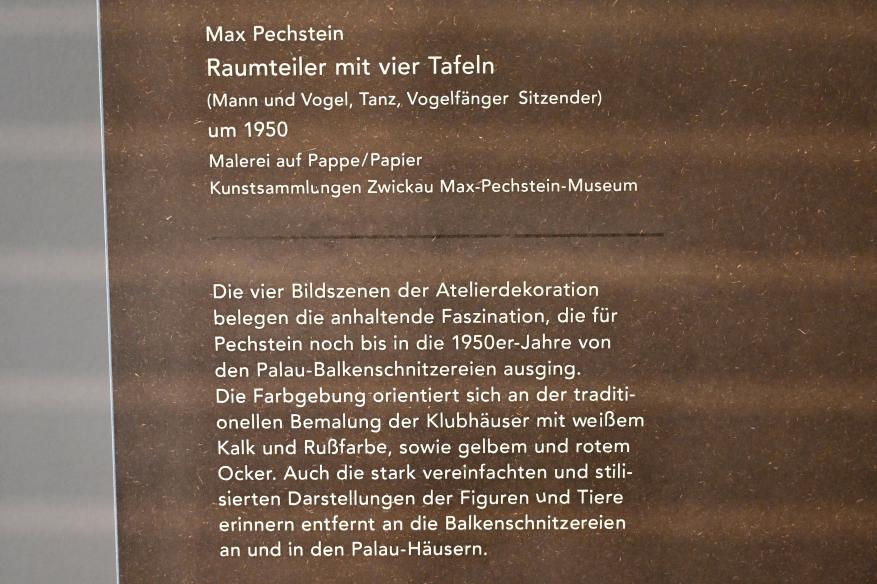 Max Pechstein
Raumteiler mit vier Tafeln
(Mann und Vogel, Tanz, Vogelfänger Sitzender)
um 1950
Malerei auf Pappe/Papier
Kunstsammlungen Zwickau Max-Pechstein-Museum
Die vier Bildszenen der Atelierdekoration
belegen die anhaltende Faszination, die für
Pechstein noch bis in die 1950er-Jahre von
den Palau-Balkenschnitzereien ausging.
Die Farbgebung orientiert sich an der traditi-
onellen Bemalung der Klubhäuser mit weißem
Kalk und Rußfarbe, sowie gelbem und rotem
Ocker. Auch die stark vereinfachten und stili-
sierten Darstellungen der Figuren und Tiere
erinnern entfernt an die Balkenschnitzereien
an und in den Palau-Häusern.